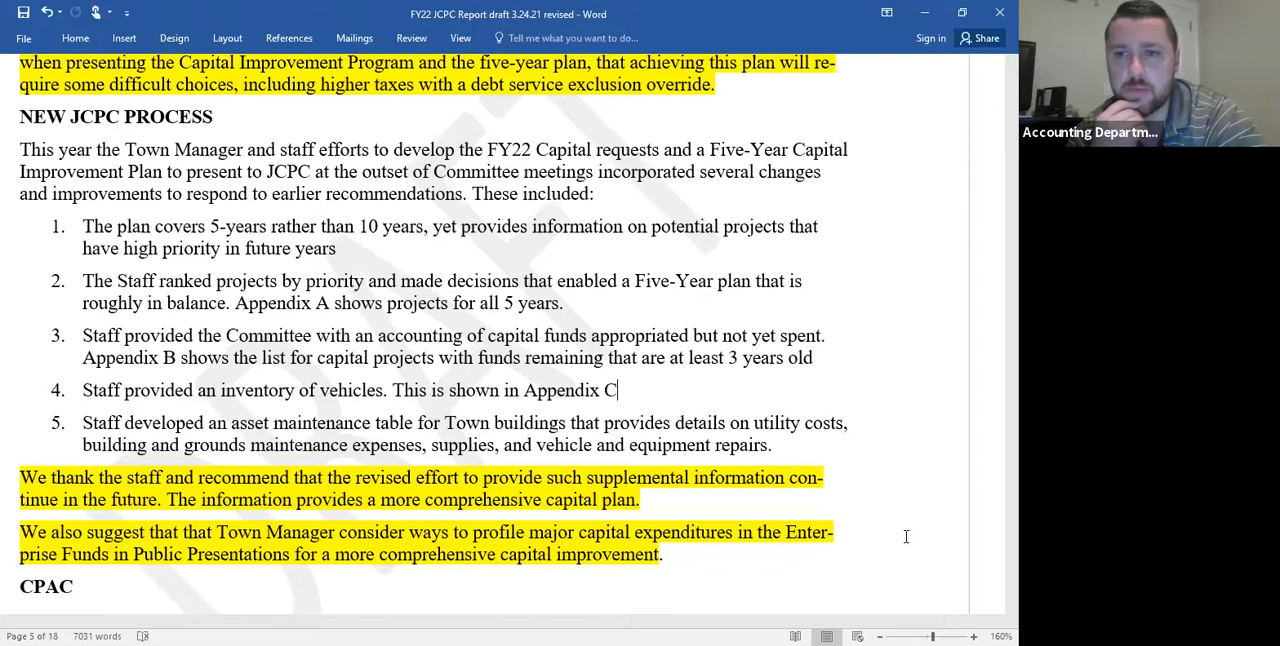 FY22 JCPC Report draft 3.24.21 revised - Word
File Home Insert Design Layout References Mailings Review View Tell me what you want to do... Sign in Share
when presenting the Capital Improvement Program and the five-year plan, that achieving this plan will re-
quire some difficult choices, including higher taxes with a debt service exclusion override.
NEW JCPC PROCESS
This year the Town Manager and staff efforts to develop the FY22 Capital requests and a Five-Year Capital
Improvement Plan to present to JCPC at the outset of Committee meetings incorporated several changes
and improvements to respond to earlier recommendations. These included:
1. The plan covers 5-years rather than 10 years, yet provides information on potential projects that
have high priority in future years
2. The Staff ranked projects by priority and made decisions that enabled a Five-Year plan that is
roughly in balance. Appendix A shows projects for all 5 years.
3. Staff provided the Committee with an accounting of capital funds appropriated but not yet spent.
Appendix B shows the list for capital projects with funds remaining that are at least 3 years old
4. Staff provided an inventory of vehicles. This is shown in Appendix C
5. Staff developed an asset maintenance table for Town buildings that provides details on utility costs,
building and grounds maintenance expenses, supplies, and vehicle and equipment repairs.
We thank the staff and recommend that the revised effort to provide such supplemental information con-
tinue in the future. The information provides a more comprehensive capital plan.
We also suggest that that Town Manager consider ways to profile major capital expenditures in the Enter-
prise Funds in Public Presentations for a more comprehensive capital improvement.
CPAC
DRAFT
Page 5 of 18 7031 words 160%
Accounting Departm...